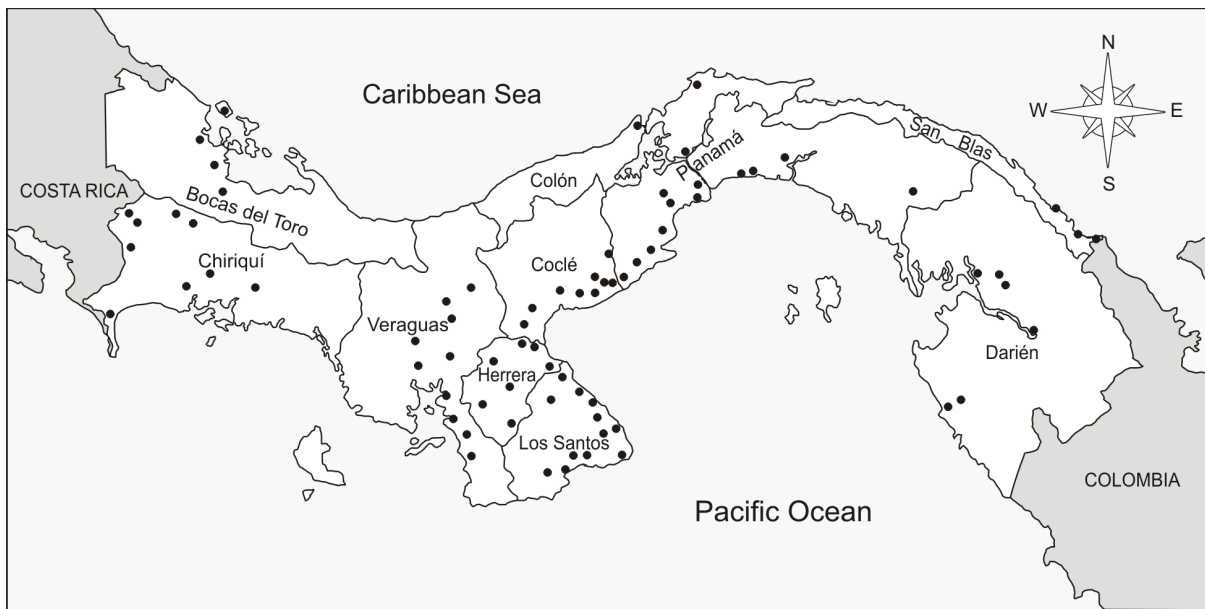 N
Caribbean Sea
W
E
San Blas
Panamá
S
COSTA RICA
Colón
Bocas del Toro
Chiriquí
Coclé
Veraguas
Darién
Herrera
Los Santos
COLOMBIA
Pacific Ocean